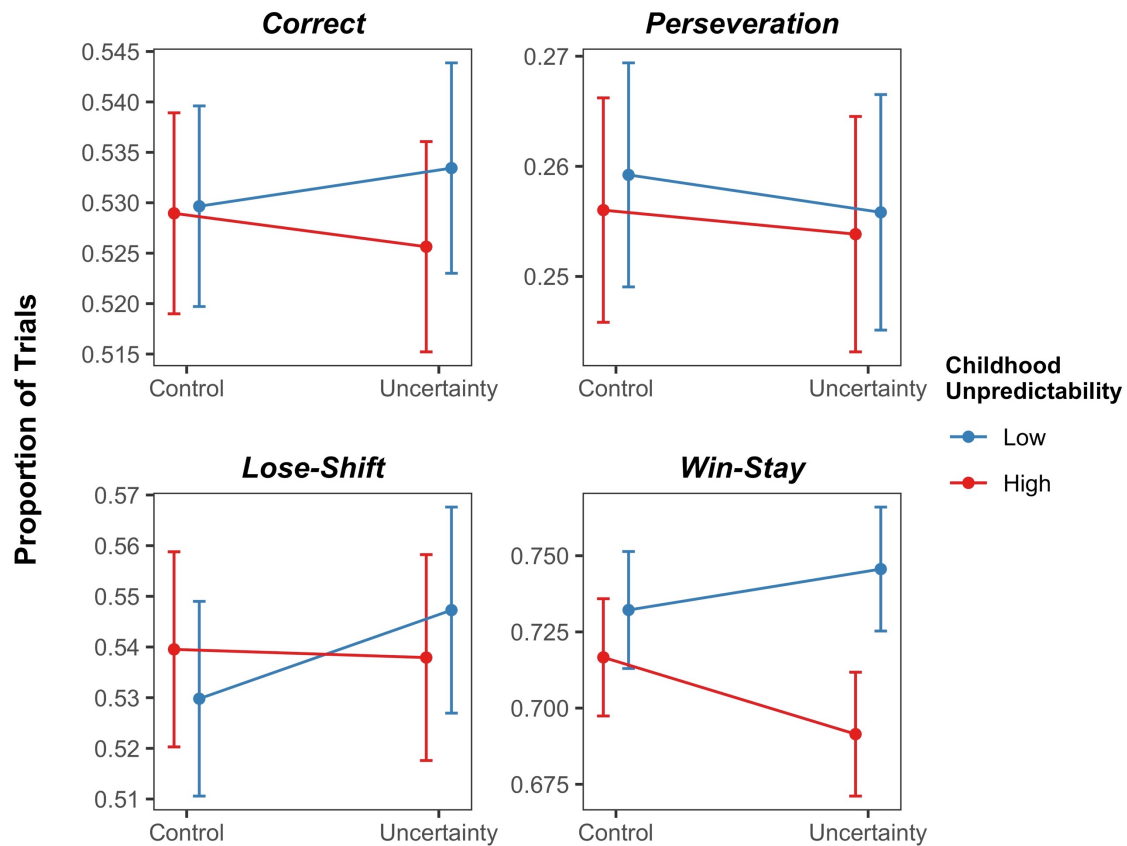 Correct
Perseveration
0.545
0.540
0.535
0.530
0.525
0.520
0.515
Control
Uncertainty
0.27
0.26
0.25
Control
Uncertainty
Proportion of Trials
Lose-Shift
Win-Stay
0.57
0.56
0.55
0.54
0.53
0.52
0.51
Control
Uncertainty
0.750
0.725
0.700
0.675
Control
Uncertainty
Childhood
Unpredictability
Low
High